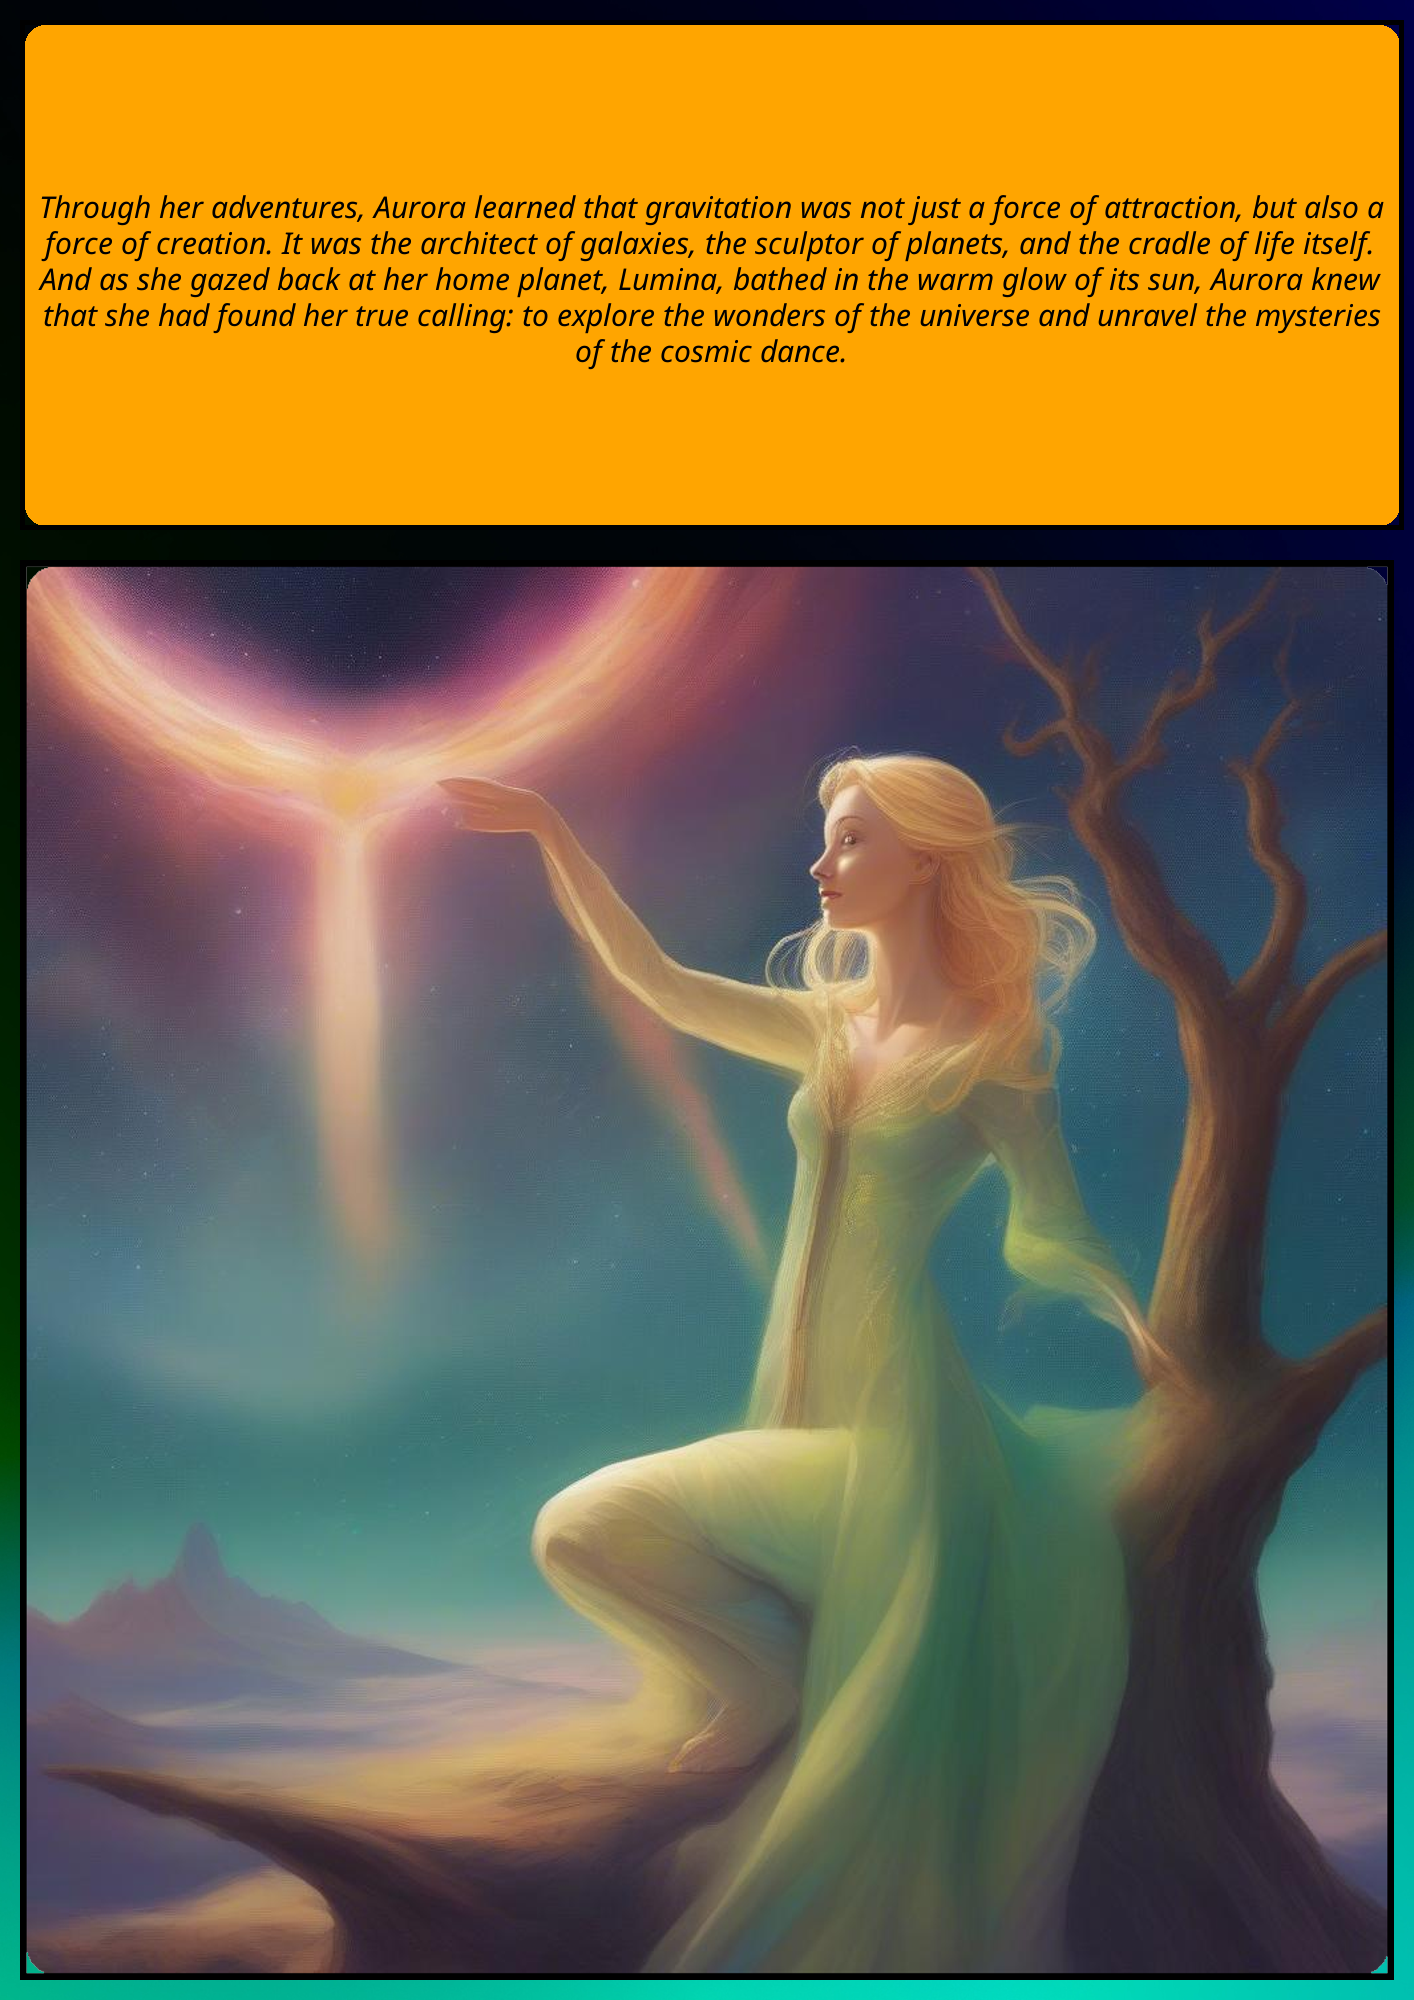 Through her adventures, Aurora learned that gravitation was not just a force of attraction, but also a
force of creation. It was the architect of galaxies, the sculptor of planets, and the cradle of life itself.
And as she gazed back at her home planet, Lumina, bathed in the warm glow of its sun, Aurora knew
that she had found her true calling: to explore the wonders of the universe and unravel the mysteries
of the cosmic dance.